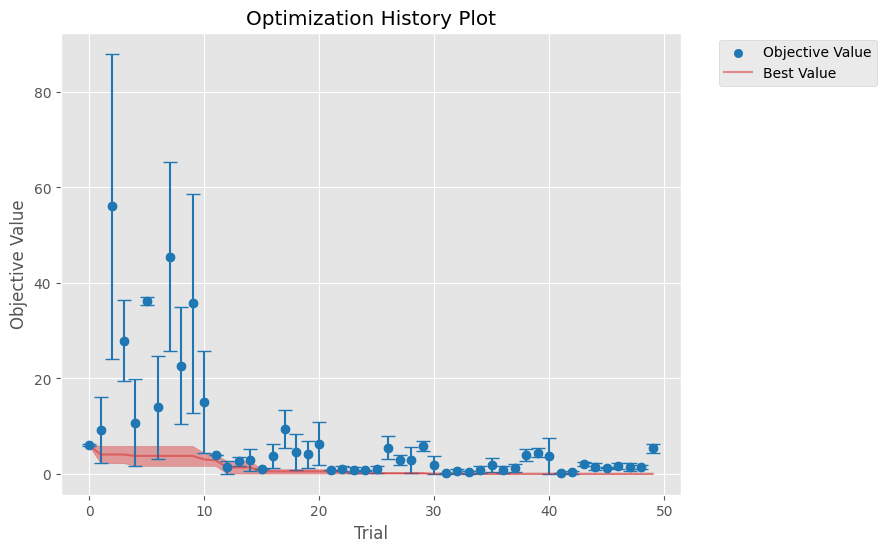 Optimization History Plot
Objective Value
Best Value
Objective Value
80
60
40
20
0
0 10 20 30 40 50
Trial